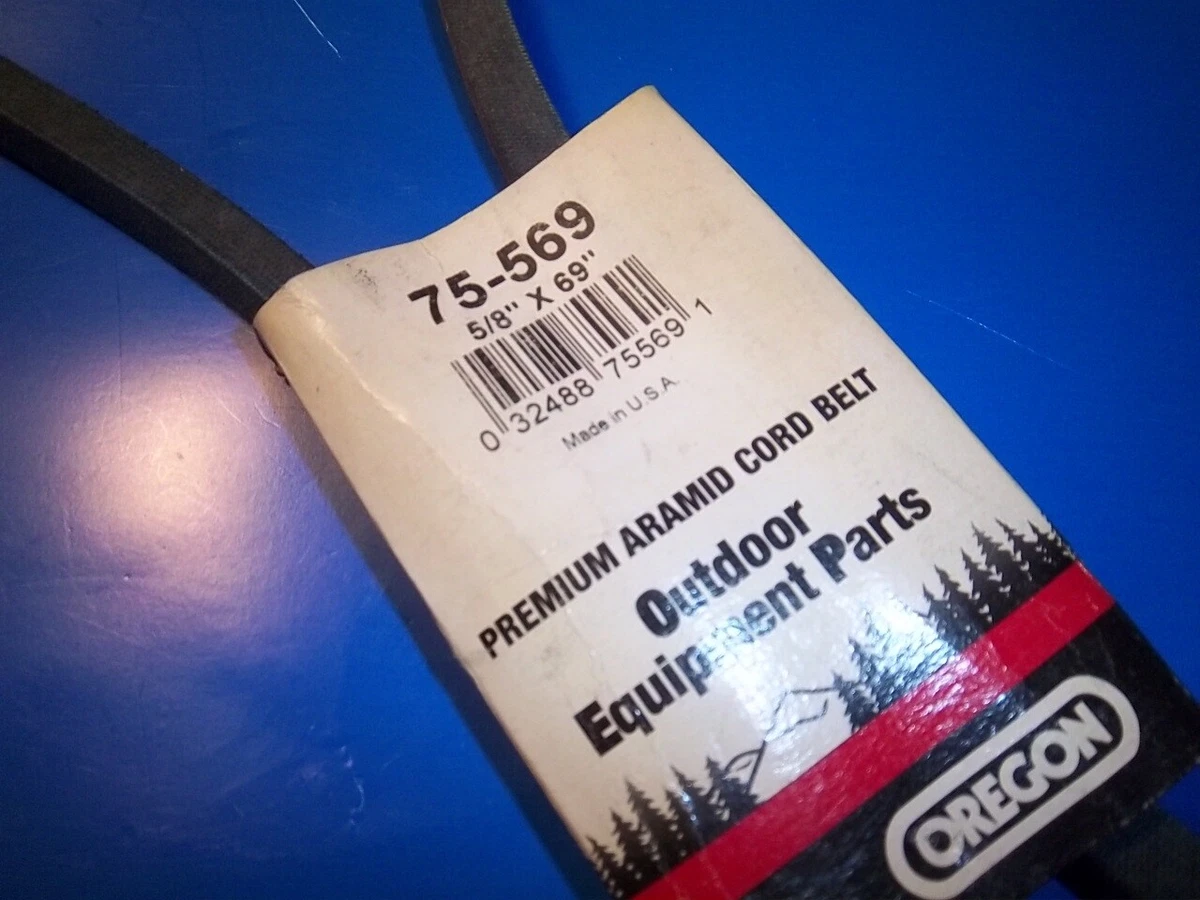 75-569
5/8" X 69"
0 32488 75569 1
Made in U.S.A.
PREMIUM ARAMID CORD BELT
Outdoor
Equipment Parts
OREGON